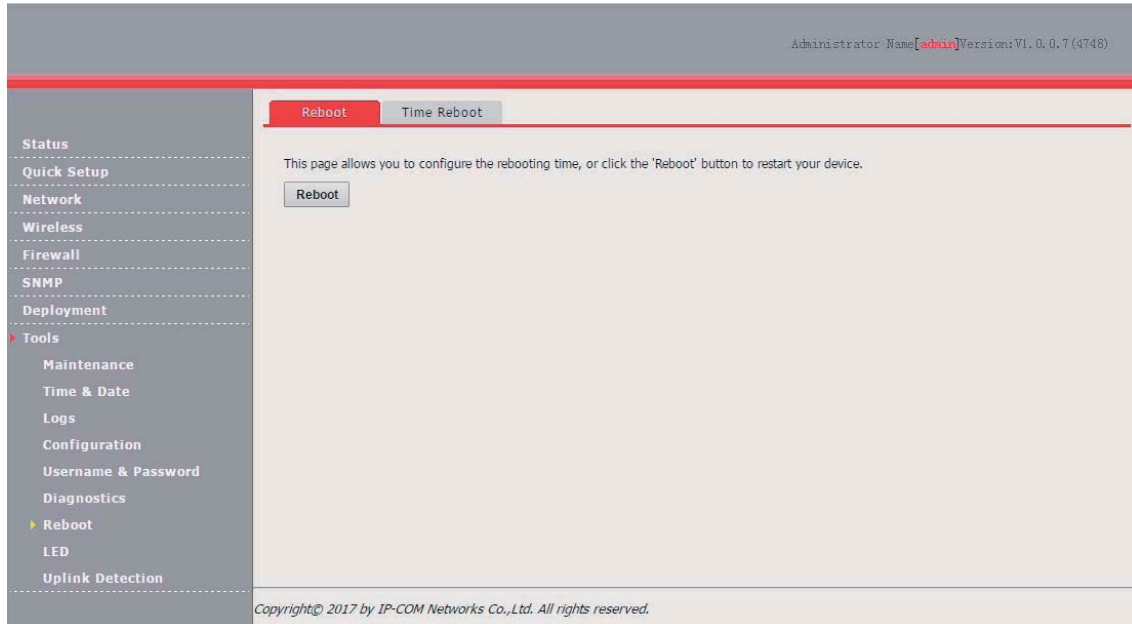 Administrator Name[admin]Version:V1.0.0.7(4748)
Reboot
Time Reboot
Status
Quick Setup
Network
Wireless
Firewall
SNMP
Deployment
Tools
Maintenance
Time & Date
Logs
Configuration
Username & Password
Diagnostics
Reboot
LED
Uplink Detection
This page allows you to configure the rebooting time, or click the 'Reboot' button to restart your device.
Reboot
Copyright© 2017 by IP-COM Networks Co.,Ltd. All rights reserved.